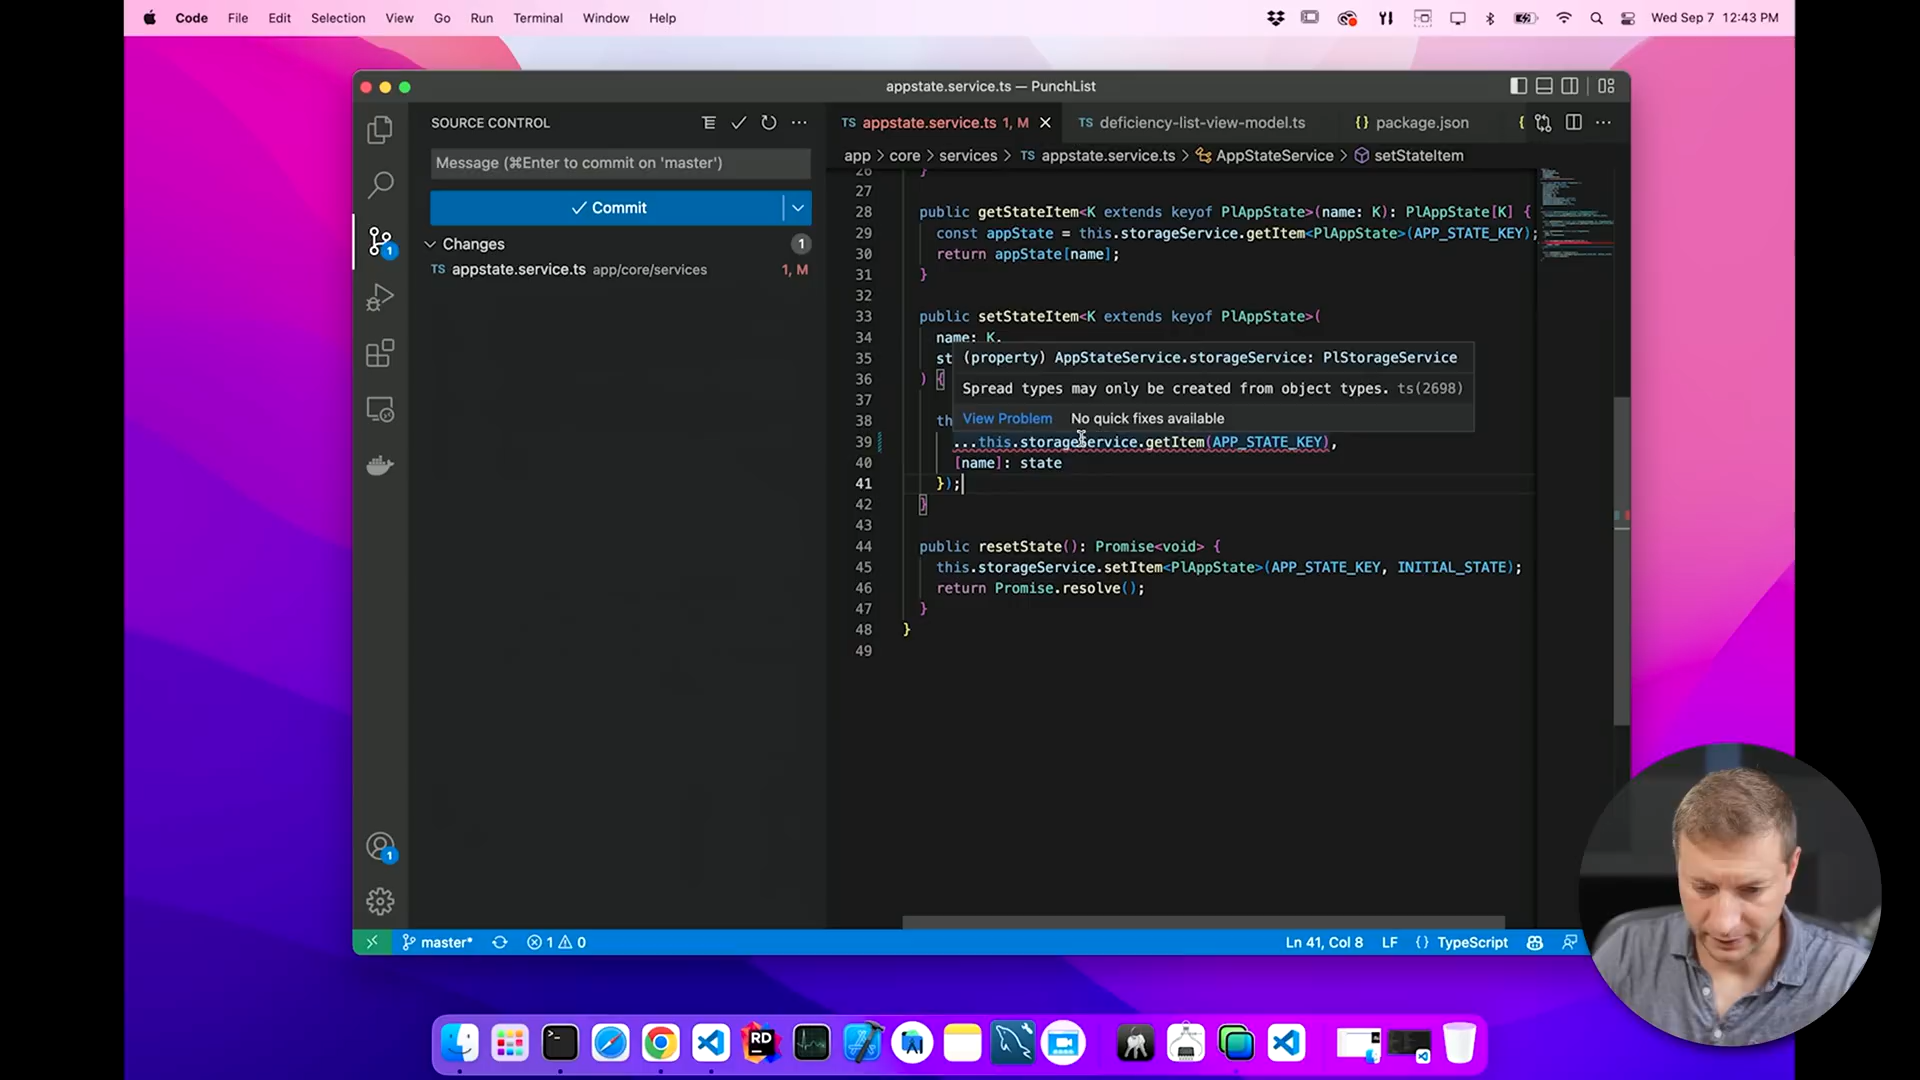 Code File Edit Selection View Go Run Terminal Window Help
Wed Sep 7 12:43 PM
appstate.service.ts — PunchList
SOURCE CONTROL
Message (⌘Enter to commit on 'master')
Commit
Changes 1
TS appstate.service.ts app/core/services 1, M
1
1
TS appstate.service.ts 1, M
TS deficiency-list-view-model.ts
{} package.json
{
app > core > services > TS appstate.service.ts > AppStateService > setStateItem
26 }
27
28 public getStateItem<K extends keyof PlAppState>(name: K): PlAppState[K] {
29 const appState = this.storageService.getItem<PlAppState>(APP_STATE_KEY);
30 return appState[name];
31 }
32
33 public setStateItem<K extends keyof PlAppState>(
34 name: K,
35 st
(property) AppStateService.storageService: PlStorageService
36 ) {
Spread types may only be created from object types. ts(2698)
37
38 th
View Problem No quick fixes available
39 ...this.storageService.getItem(APP_STATE_KEY),
40 [name]: state
41 });
42 }
43
44 public resetState(): Promise<void> {
45 this.storageService.setItem<PlAppState>(APP_STATE_KEY, INITIAL_STATE);
46 return Promise.resolve();
47 }
48 }
49
master* 1 0
Ln 41, Col 8 LF {} TypeScript
RD